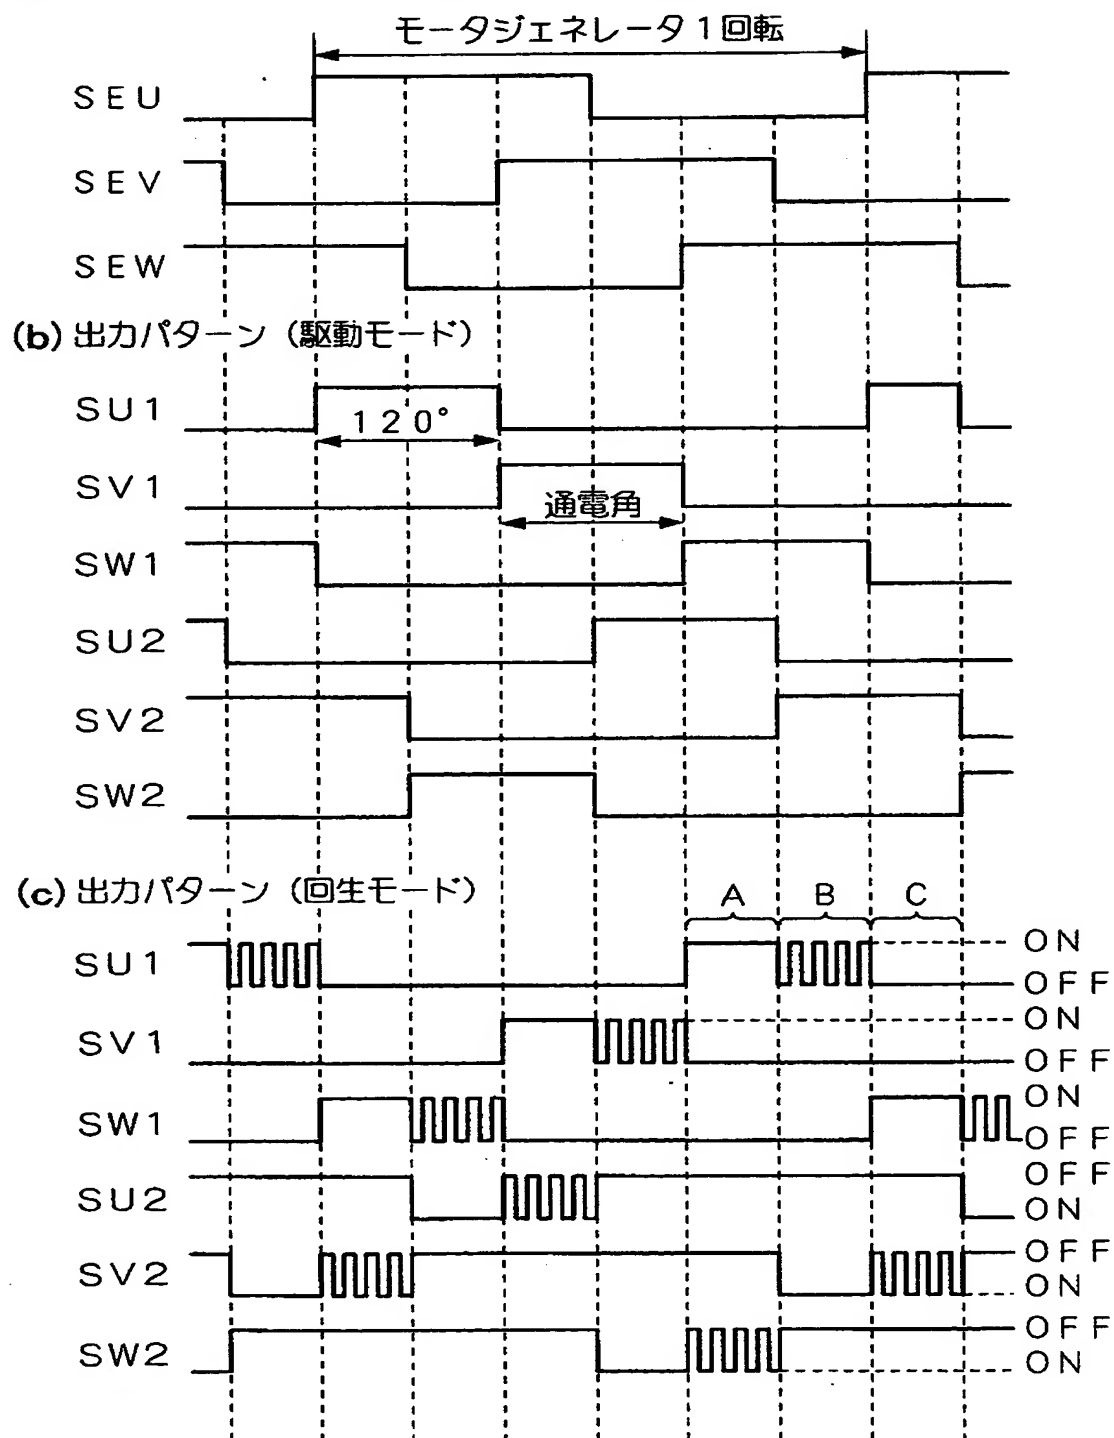 モータジェネレータ1回転
SEU
SEV
SEW
(b) 出力パターン（駆動モード）
SU1
120°
SV1
通電角
SW1
SU2
SV2
SW2
(c) 出力パターン（回生モード）
A B C
SU1
ON
OFF
SV1
ON
OFF
SW1
ON
OFF
SU2
OFF
ON
SV2
OFF
ON
SW2
OFF
ON